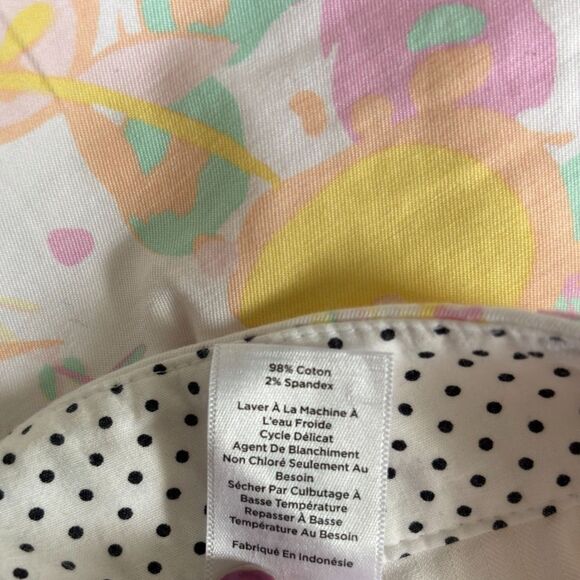 98% Coton
2% Spandex
Laver À La Machine À
L'eau Froide
Cycle Délicat
Agent De Blanchiment
Non Chloré Seulement Au
Besoin
Sécher Par Culbutage À
Basse Température
Repasser À Basse
Température Au Besoin
Fabriqué En Indonésie